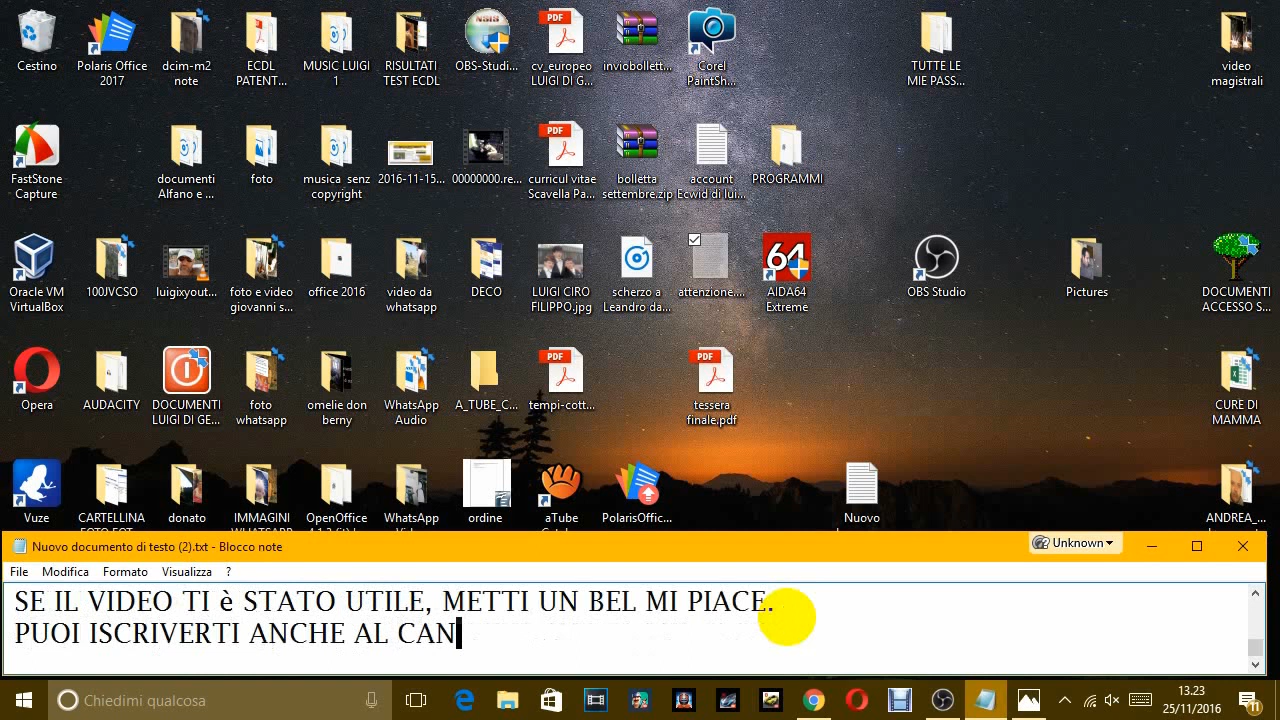 Cestino
Polaris Office
2017
dcim-m2
note
ECDL
PATENT...
MUSIC LUIGI
1
RISULTATI
TEST ECDL
NSIS
OBS-Studi...
PDF
cv_europeo
LUIGI DI G...
inviobollett...
Corel
PaintSh...
TUTTE LE
MIE PASS...
video
magistrali
FastStone
Capture
documenti
Alfano e ...
foto
musica senz
copyright
2016-11-15...
00000000.re...
PDF
curricul vitae
Scavella Pa...
bolletta
settembre.zip
account
Ecwid di lui...
PROGRAMMI
Oracle VM
VirtualBox
100JVCSO
luigixyout...
foto e video
giovanni s...
office 2016
video da
whatsapp
DECO
LUIGI CIRO
FILIPPO.jpg
scherzo a
Leandro da...
attenzione....
64
AIDA64
Extreme
OBS Studio
Pictures
DOCUMENTI
ACCESSO S...
Opera
AUDACITY
DOCUMENTI
LUIGI DI GE...
foto
whatsapp
omelie don
berny
WhatsApp
Audio
A_TUBE_C...
PDF
tempi-cott...
PDF
tessera
finale.pdf
CURE DI
MAMMA
Vuze
CARTELLINA
donato
IMMAGINI
OpenOffice
WhatsApp
ordine
aTube
PolarisOffic...
Nuovo
ANDREA_...
Nuovo documento di testo (2).txt - Blocco note
Unknown
File Modifica Formato Visualizza ?
SE IL VIDEO TI è STATO UTILE, METTI UN BEL MI PIACE.
PUOI ISCRIVERTI ANCHE AL CAN
Chiedimi qualcosa
13.23
25/11/2016
11